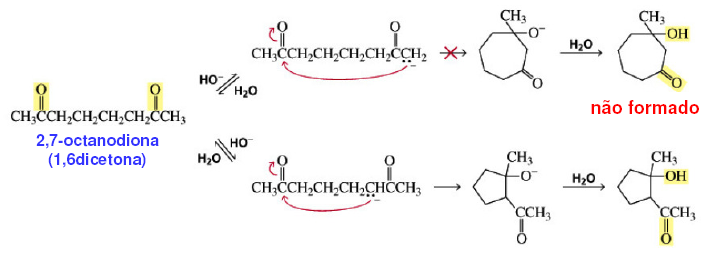 O O
CH₃CCH₂CH₂CH₂CH₂CCH₃
2,7-octanodiona
(1,6dicetona)
HO⁻
H₂O
O O
CH₃CCH₂CH₂CH₂CH₂CCH₂
CH₃
O⁻
O
H₂O
CH₃
OH
O
não formado
H₂O HO⁻
O O
CH₃CCH₂CH₂CH₂CHCCH₃
CH₃
O⁻
CCH₃
O
H₂O
CH₃
OH
CCH₃
O